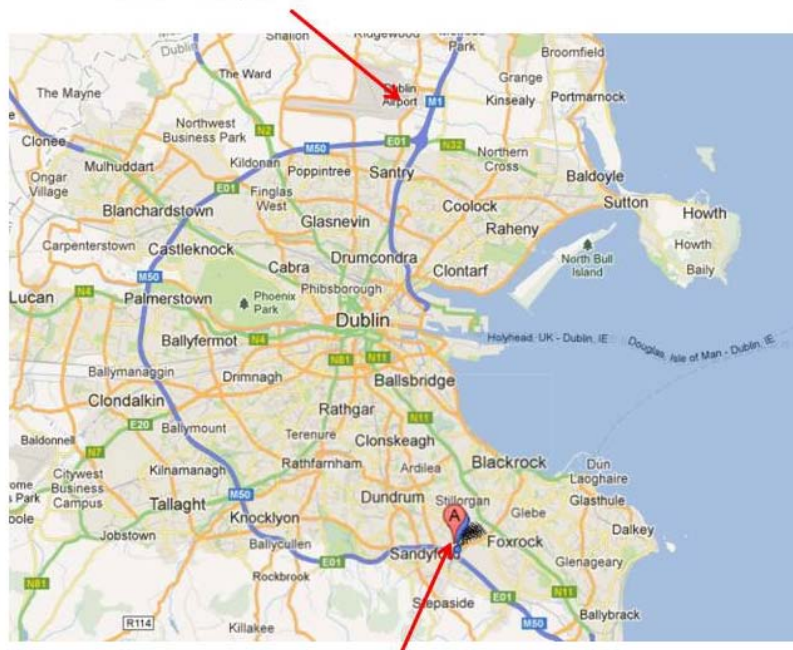 Shallon
Ridgewood
Park
Broomfield
Dublin
The Ward
Dublin
Airport
Grange
The Mayne
M1
Kinsealy
Portmarnock
Northwest
Business Park
N2
Clonee
M50
E01
N32
Mulhuddart
Kildonan
Poppintree
Santry
Northern
Cross
Ongar
Village
E01
Finglas
West
Baldoyle
Blanchardstown
Coolock
Sutton
Howth
Glasnevin
Raheny
Carpenterstown
Castleknock
Drumcondra
Howth
Baily
Cabra
Clontarf
North Bull
Island
M50
Lucan
N4
Palmerstown
Phoenix
Park
Phibsborough
Dublin
Ballyfermot
N4
Holyhead, UK - Dublin, IE
Douglas, Isle of Man - Dublin, IE
N81
N11
Ballymanaggin
Drimnagh
Ballsbridge
Clondalkin
Rathgar
N11
E20
Ballymount
Terenure
Clonskeagh
Baldonnell
N7
Kilnamanagh
Rathfarnham
Ardilea
Blackrock
Dun
Laoghaire
Citywest
Business
Campus
M50
Dundrum
Stillorgan
Glasthule
Tallaght
Knocklyon
A
Glebe
Dalkey
Jobstown
Ballycullen
Sandyford
Foxrock
E01
Glenageary
Rockbrook
N81
E01
N11
Stepaside
R114
Killakee
Ballybrack